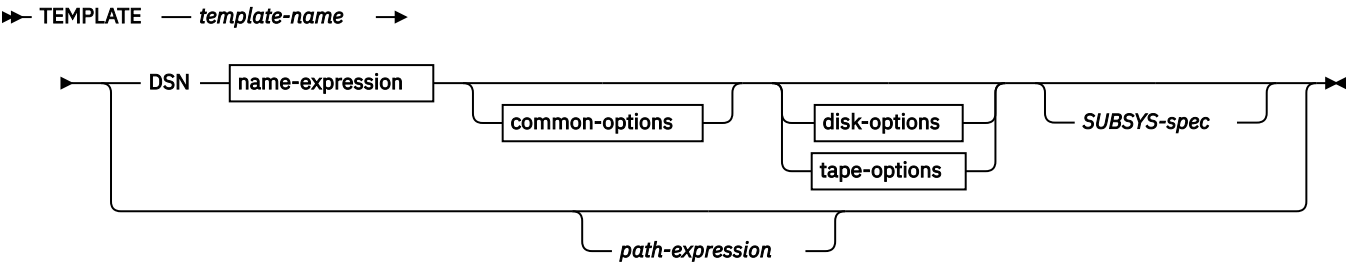 TEMPLATE template-name
DSN name-expression
common-options disk-options SUBSYS-spec
tape-options
path-expression